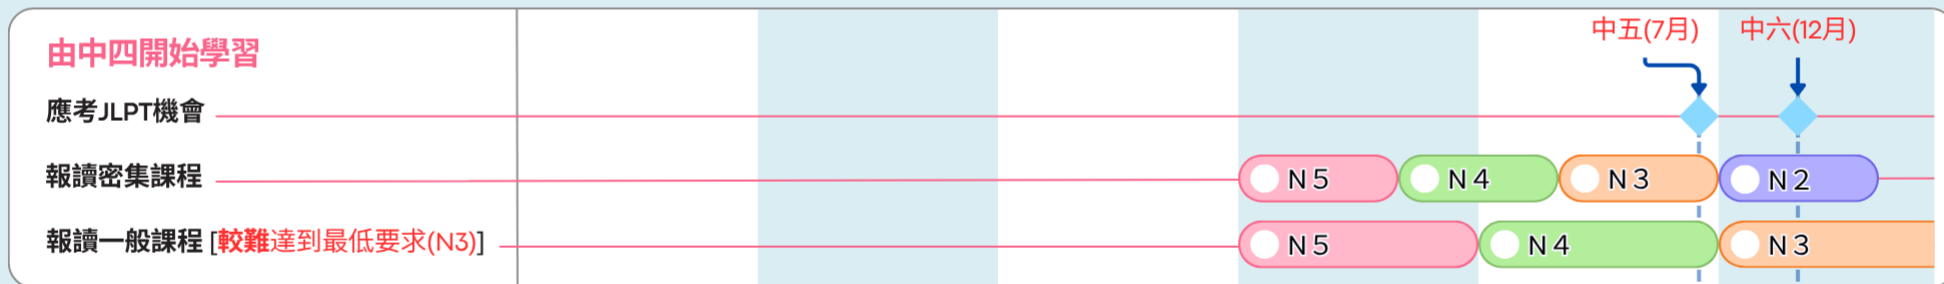 中五(7月) 中六(12月)
由中四開始學習
應考JLPT機會
報讀密集課程 N5 N4 N3 N2
報讀一般課程 [較難達到最低要求(N3)] N5 N4 N3